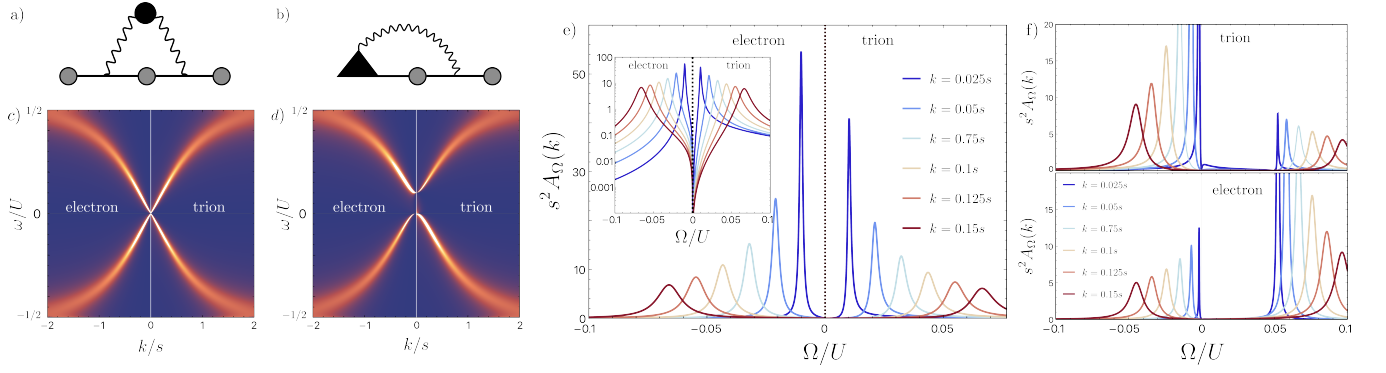 a)
b)
c)
ω/U
1/2
0
−1/2
electron
trion
−2
−1
0
1
2
k/s
d)
ω/U
1/2
0
−1/2
electron
trion
−2
−1
0
1
2
k/s
e)
electron
trion
s²A_Ω(k)
50
30
10
0
−0.1
−0.05
0
0.05
Ω/U
100
10
1
0.1
0.01
0.001
electron
trion
−0.1
−0.05
0
0.05
0.1
Ω/U
k = 0.025s
k = 0.05s
k = 0.75s
k = 0.1s
k = 0.125s
k = 0.15s
f)
trion
s²A_Ω(k)
20
15
10
5
0
electron
s²A_Ω(k)
20
15
10
5
0
k = 0.025s
k = 0.05s
k = 0.75s
k = 0.1s
k = 0.125s
k = 0.15s
−0.1
−0.05
0
0.05
0.1
Ω/U